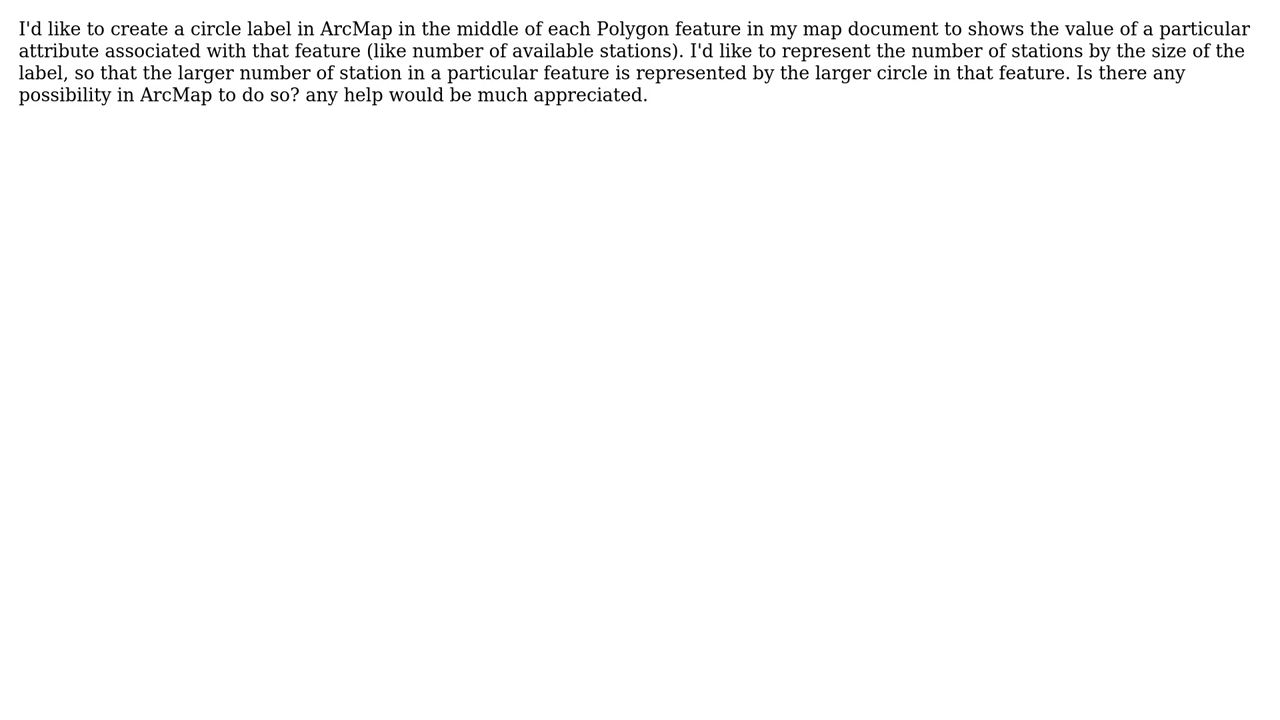 I'd like to create a circle label in ArcMap in the middle of each Polygon feature in my map document to shows the value of a particular
attribute associated with that feature (like number of available stations). I'd like to represent the number of stations by the size of the
label, so that the larger number of station in a particular feature is represented by the larger circle in that feature. Is there any
possibility in ArcMap to do so? any help would be much appreciated.